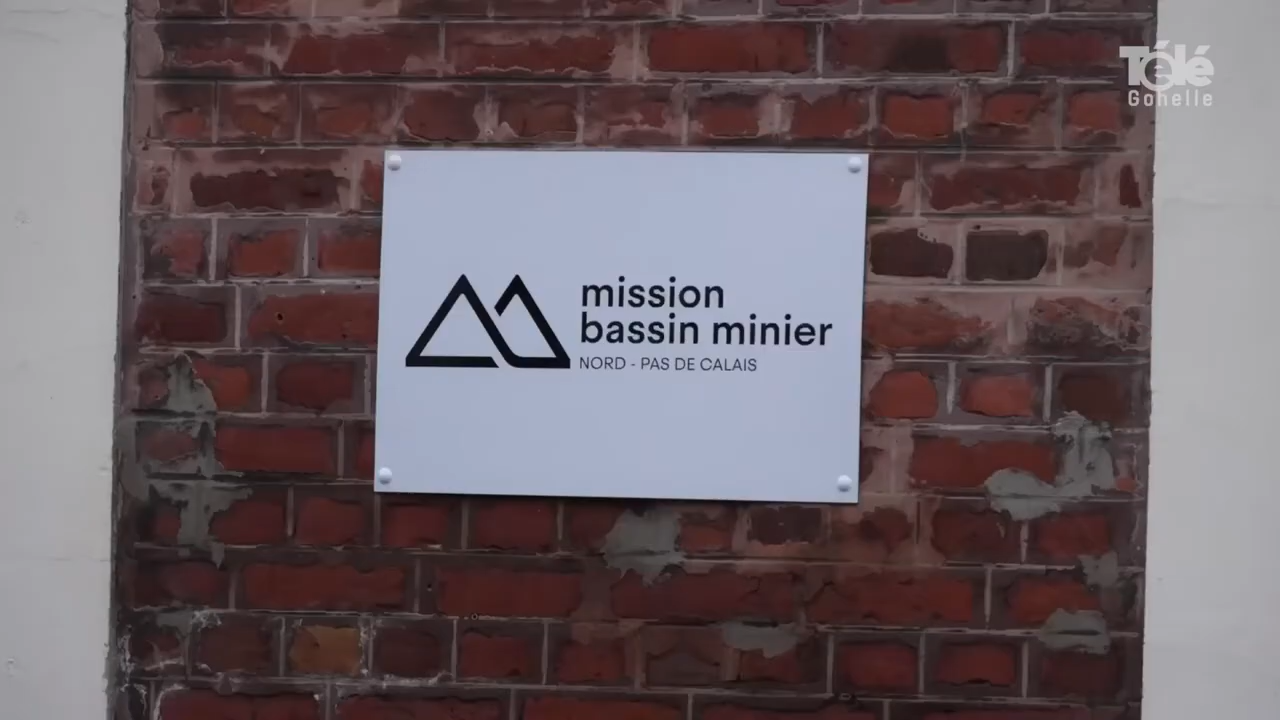 Télé
Gohelle
mission
bassin minier
NORD - PAS DE CALAIS